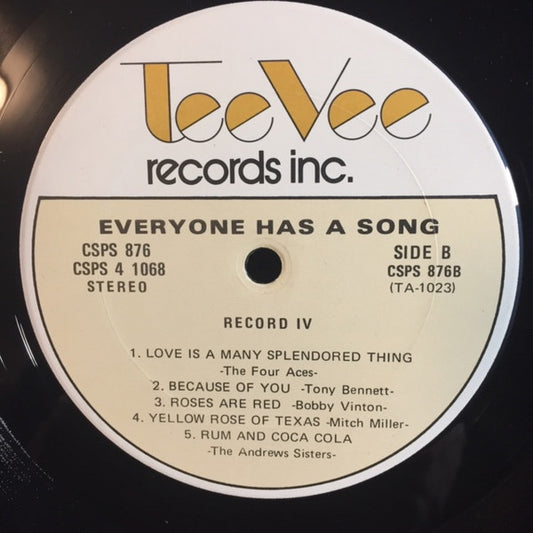 TeeVee
records inc.
EVERYONE HAS A SONG
CSPS 876
CSPS 4 1068
STEREO
SIDE B
CSPS 876B
(TA-1023)
RECORD IV
1. LOVE IS A MANY SPLENDORED THING
-The Four Aces-
2. BECAUSE OF YOU -Tony Bennett-
3. ROSES ARE RED -Bobby Vinton-
4. YELLOW ROSE OF TEXAS -Mitch Miller-
5. RUM AND COCA COLA
-The Andrews Sisters-